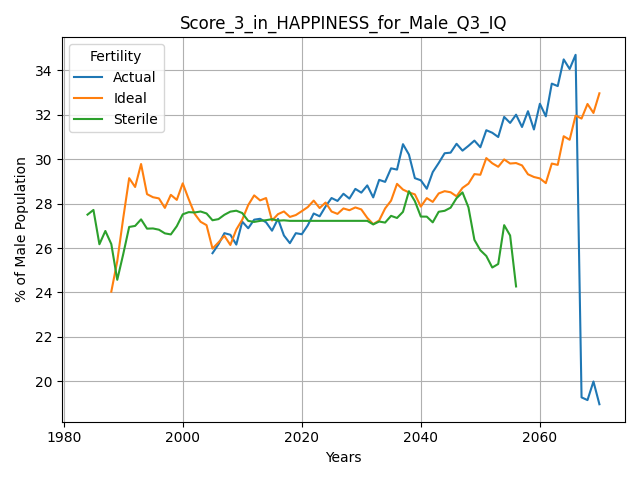 Score_3_in_HAPPINESS_for_Male_Q3_IQ
Fertility
Actual
Ideal
Sterile
% of Male Population
34
32
30
28
26
24
22
20
1980
2000
2020
2040
2060
Years